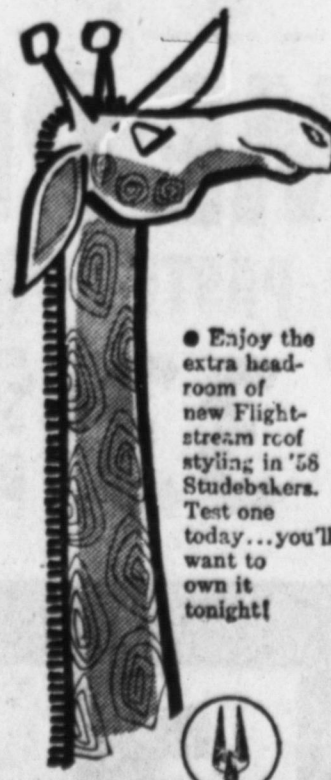 ● Enjoy the
extra head-
room of
new Flight-
stream roof
styling in '58
Studebakers.
Test one
today...you'll
want to
own it
tonight!